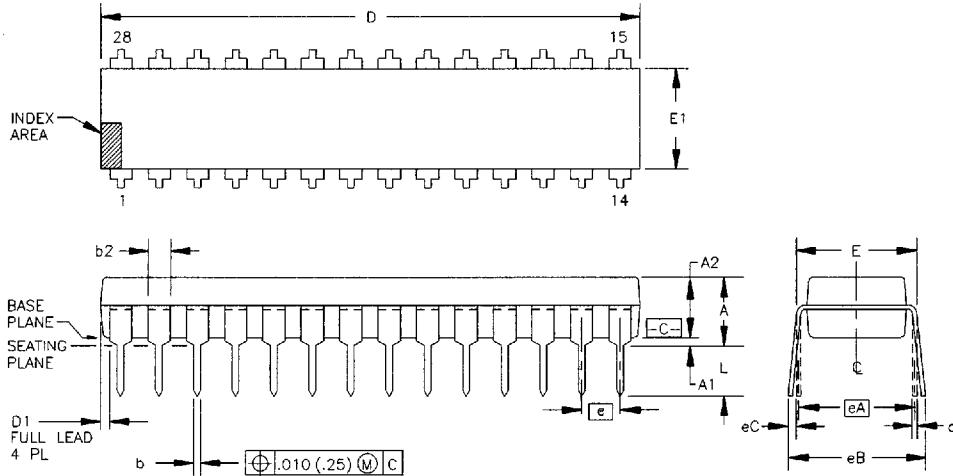 D
28 15
INDEX
AREA
E1
1 14
b2
A2
E
BASE
PLANE
A
-C-
SEATING
PLANE
L
A1
℄
D1
FULL LEAD
4 PL
e
eA
eC
c
b
⌖ .010 (.25) Ⓜ C
eB